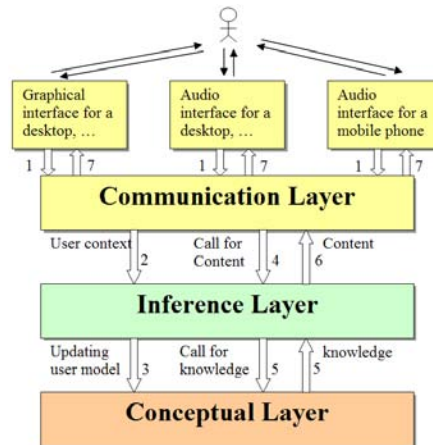 Graphical
interface for a
desktop, …
Audio
interface for a
desktop, …
Audio
interface for a
mobile phone
1 7 1 7 1 7
Communication Layer
User context
2
Call for
Content
4
Content
6
Inference Layer
Updating
user model
3
Call for
knowledge
5
knowledge
5
Conceptual Layer